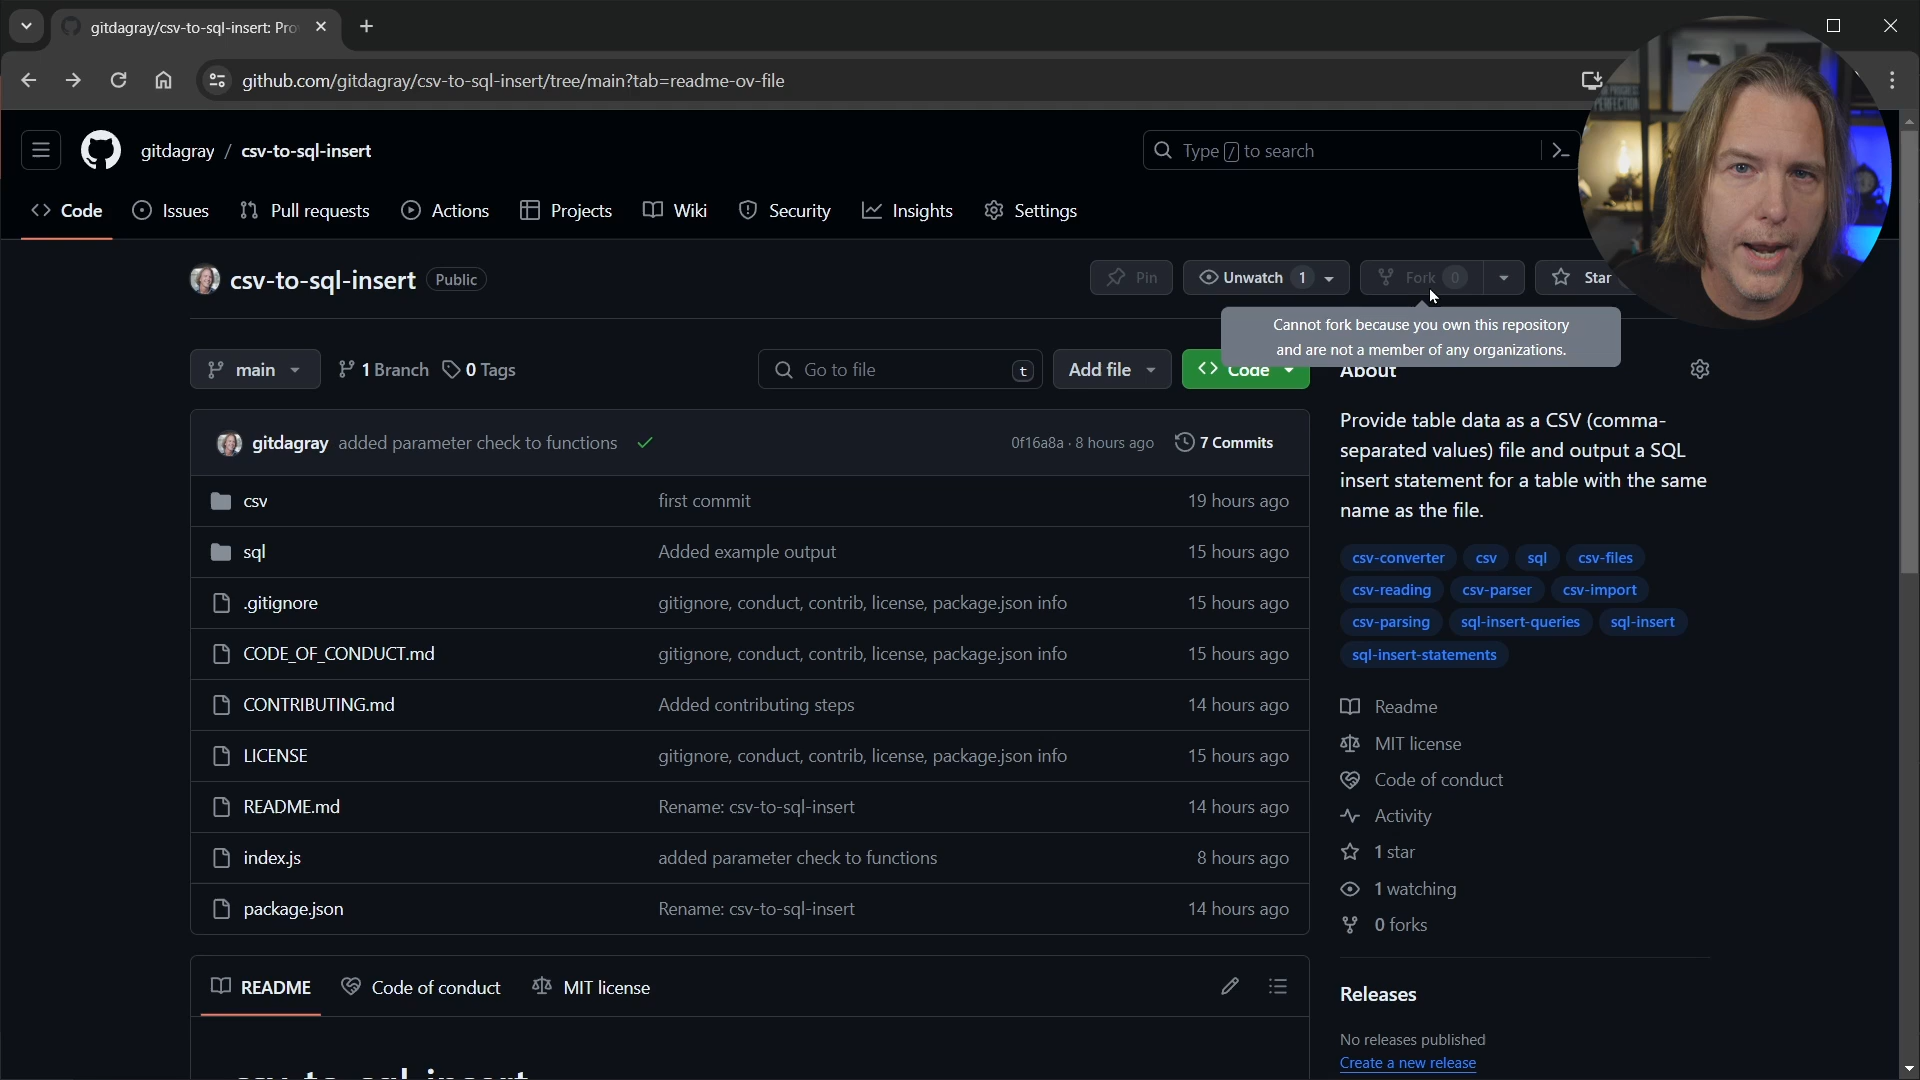 gitdagray/csv-to-sql-insert: Pro
github.com/gitdagray/csv-to-sql-insert/tree/main?tab=readme-ov-file
gitdagray / csv-to-sql-insert
Type / to search
Code
Issues
Pull requests
Actions
Projects
Wiki
Security
Insights
Settings
csv-to-sql-insert
Public
Pin
Unwatch 1
Fork 0
Star
Cannot fork because you own this repository
and are not a member of any organizations.
main
1 Branch
0 Tags
Go to file
t
Add file
Code
About
Provide table data as a CSV (comma-
separated values) file and output a SQL
insert statement for a table with the same
name as the file.
csv-converter csv sql csv-files
csv-reading csv-parser csv-import
csv-parsing sql-insert-queries sql-insert
sql-insert-statements
Readme
MIT license
Code of conduct
Activity
1 star
1 watching
0 forks
Releases
No releases published
Create a new release
gitdagray added parameter check to functions 0f16a8a · 8 hours ago 7 Commits
csv first commit 19 hours ago
sql Added example output 15 hours ago
.gitignore gitignore, conduct, contrib, license, package.json info 15 hours ago
CODE_OF_CONDUCT.md gitignore, conduct, contrib, license, package.json info 15 hours ago
CONTRIBUTING.md Added contributing steps 14 hours ago
LICENSE gitignore, conduct, contrib, license, package.json info 15 hours ago
README.md Rename: csv-to-sql-insert 14 hours ago
index.js added parameter check to functions 8 hours ago
package.json Rename: csv-to-sql-insert 14 hours ago
README
Code of conduct
MIT license
csv-to-sql-insert